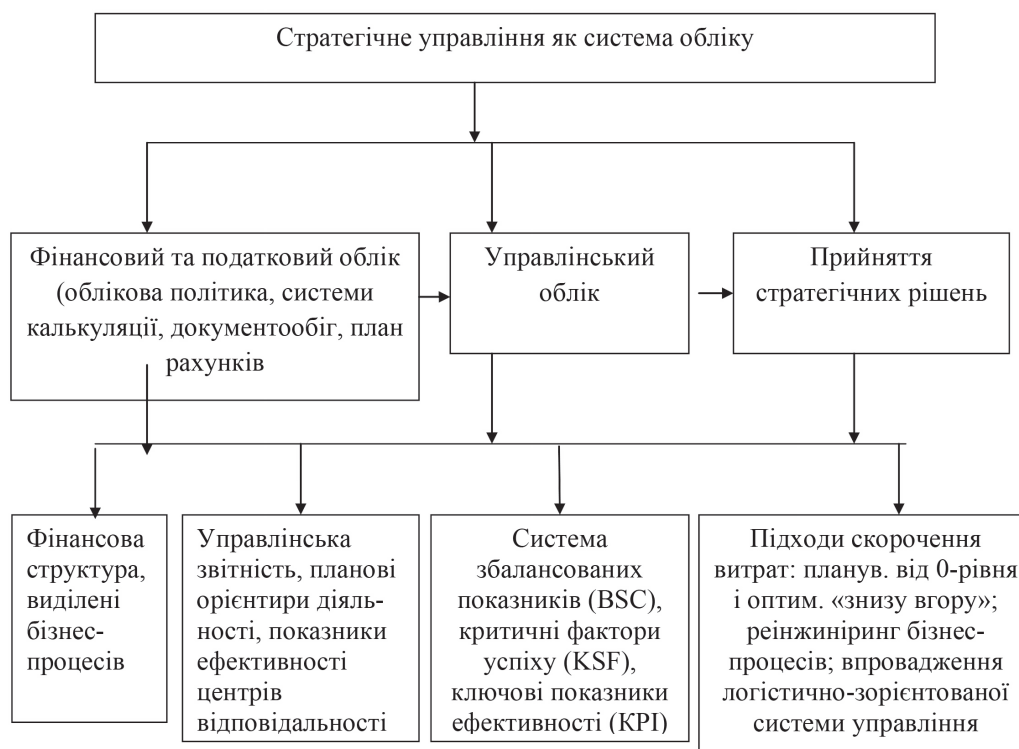 Стратегічне управління як система обліку
Фінансовий та податковий облік
(облікова політика, системи
калькуляції, документообіг, план
рахунків
Управлінський
облік
Прийняття
стратегічних рішень
Фінансова
структура,
виділені
бізнес-
процесів
Управлінська
звітність, планові
орієнтири діяль-
ності, показники
ефективності
центрів
відповідальності
Система
збалансованих
показників (BSC),
критичні фактори
успіху (KSF),
ключові показники
ефективності (KPI)
Підходи скорочення
витрат: планув. від 0-рівня
і оптим. «знизу вгору»;
реінжиніринг бізнес-
процесів; впровадження
логістично-зорієнтованої
системи управління